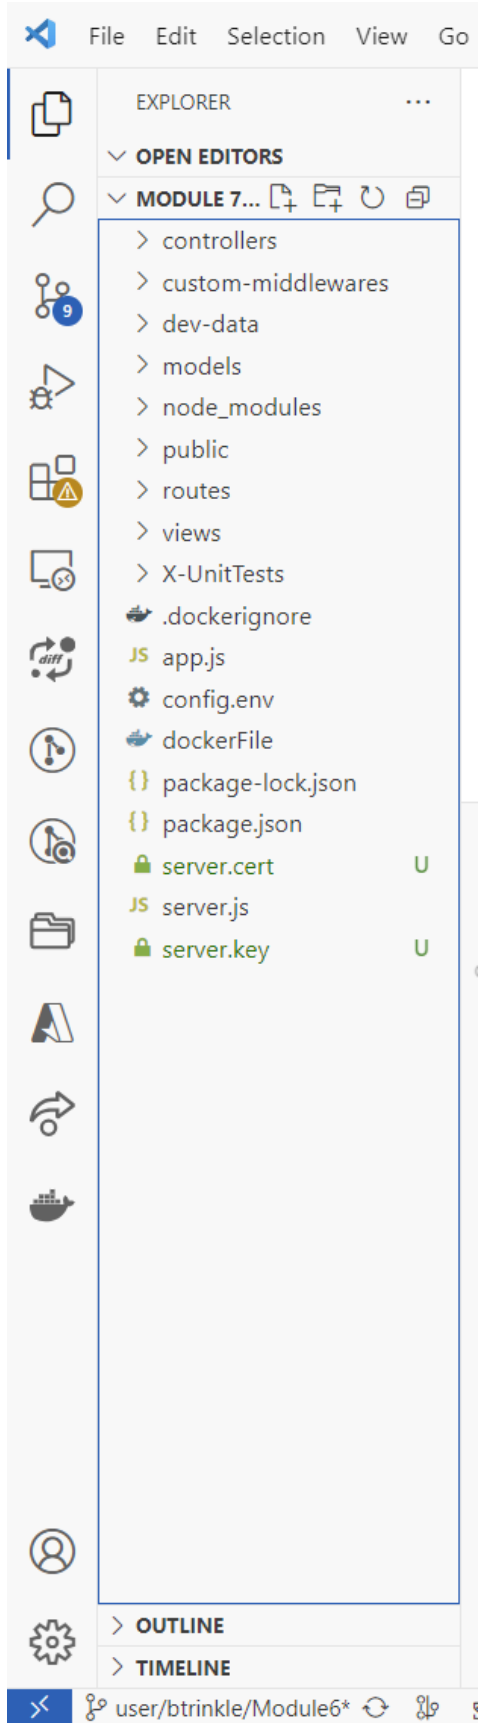 File Edit Selection View Go
EXPLORER ...
OPEN EDITORS
MODULE 7...
controllers
custom-middlewares
9
dev-data
models
node_modules
public
routes
views
X-UnitTests
.dockerignore
JS app.js
diff
config.env
dockerFile
{} package-lock.json
{} package.json
server.cert U
JS server.js
server.key U
OUTLINE
TIMELINE
user/btrinkle/Module6*